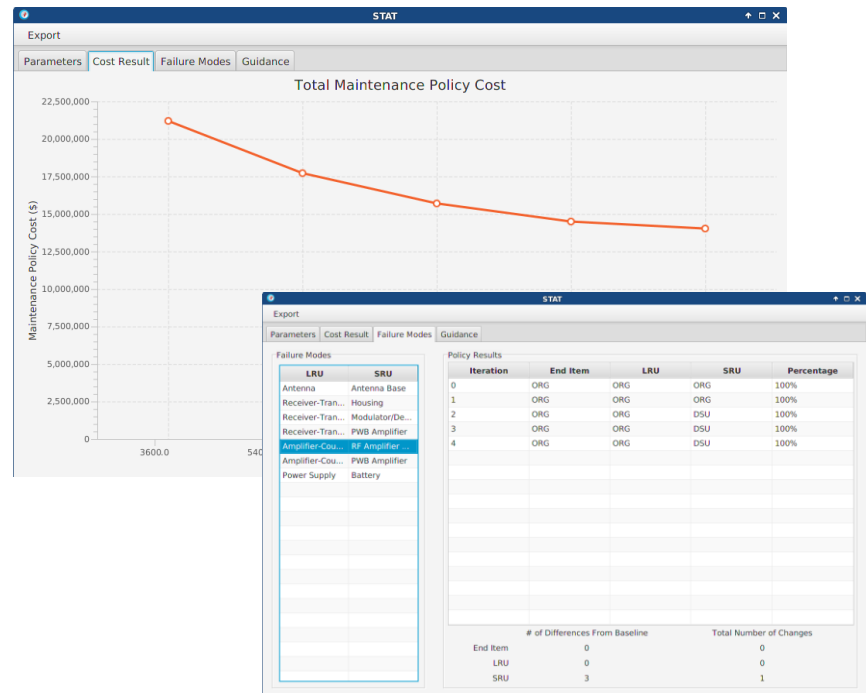 STAT
Export
Parameters Cost Result Failure Modes Guidance
Total Maintenance Policy Cost
Maintenance Policy Cost ($)
22,500,000
20,000,000
17,500,000
15,000,000
12,500,000
10,000,000
7,500,000
5,000,000
2,500,000
0
3600.0 540
STAT
Export
Parameters Cost Result Failure Modes Guidance
Failure Modes
LRU SRU
Antenna Antenna Base
Receiver-Tran... Housing
Receiver-Tran... Modulator/De...
Receiver-Tran... PWB Amplifier
Amplifier-Cou... RF Amplifier ...
Amplifier-Cou... PWB Amplifier
Power Supply Battery
Policy Results
Iteration End Item LRU SRU Percentage
0 ORG ORG ORG 100%
1 ORG ORG ORG 100%
2 ORG ORG DSU 100%
3 ORG ORG DSU 100%
4 ORG ORG DSU 100%
# of Differences From Baseline Total Number of Changes
End Item 0 0
LRU 0 0
SRU 3 1